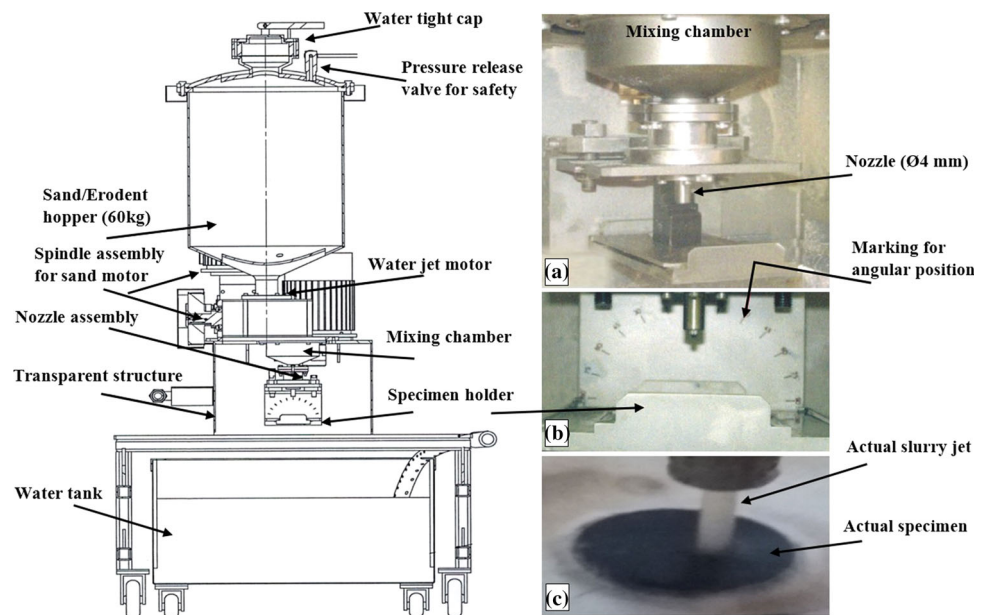 Water tight cap
Pressure release
valve for safety
Sand/Erodent
hopper (60kg)
Spindle assembly
for sand motor
Water jet motor
Nozzle assembly
Mixing chamber
Transparent structure
Specimen holder
Water tank
Mixing chamber
Nozzle (Ø4 mm)
(a)
Marking for
angular position
(b)
Actual slurry jet
Actual specimen
(c)